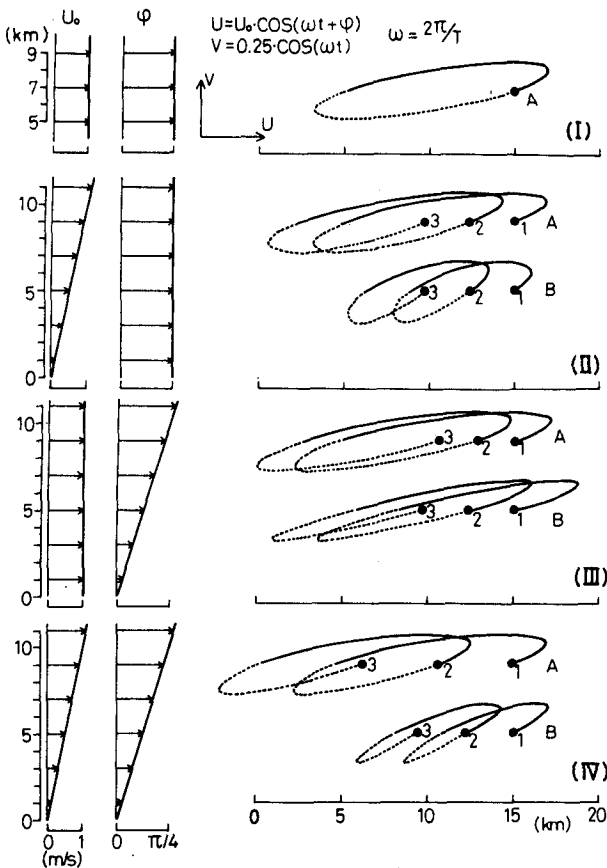 U₀
φ
(km)
9
7
5
U=U₀·COS(ωt+φ)
V=0.25·COS(ωt)
ω=2π/T
V
U
A
(I)
10
5
0
3
2
1
A
3
2
1
B
(II)
10
5
0
3
2
1
A
3
2
1
B
(III)
10
5
0
3
2
1
A
3
2
1
B
(IV)
0 1
(m/s)
0 π/4
0 5 10 15 20
(km)